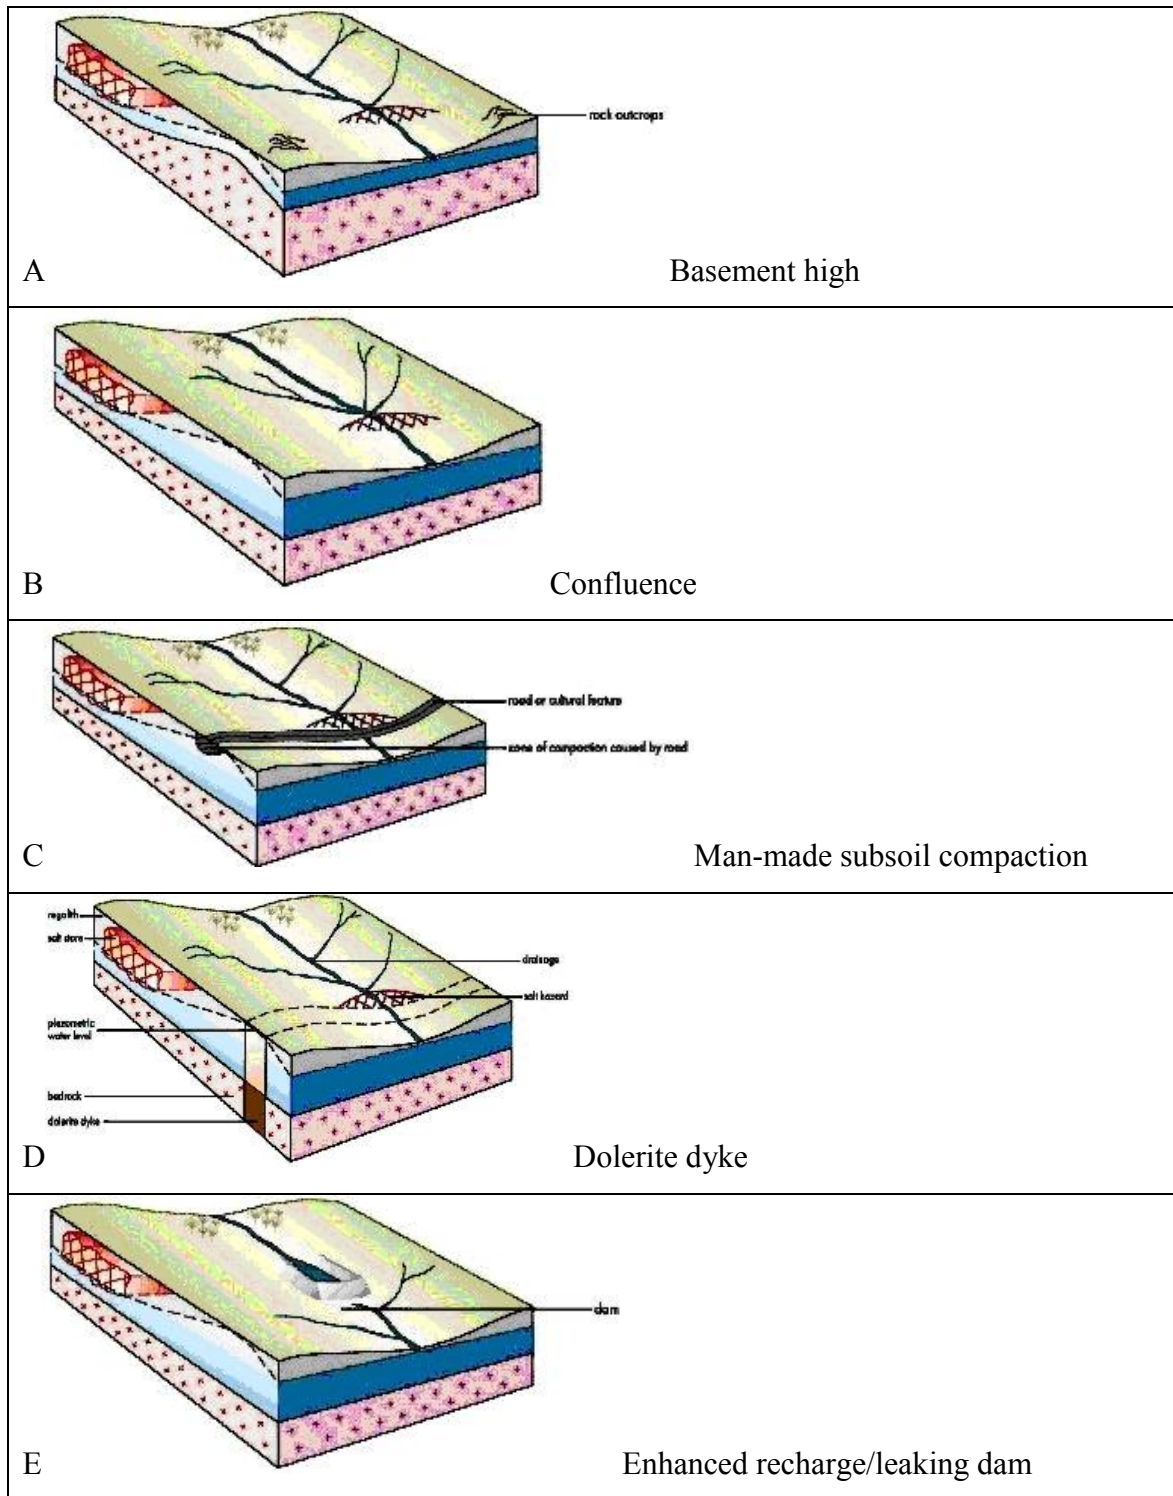 rock outcrops
A
Basement high
B
Confluence
road or cultural feature
zone of compaction caused by road
C
Man-made subsoil compaction
regolith
salt store
drainage
salt hazard
piezometric
water level
bedrock
dolerite dyke
D
Dolerite dyke
dam
E
Enhanced recharge/leaking dam